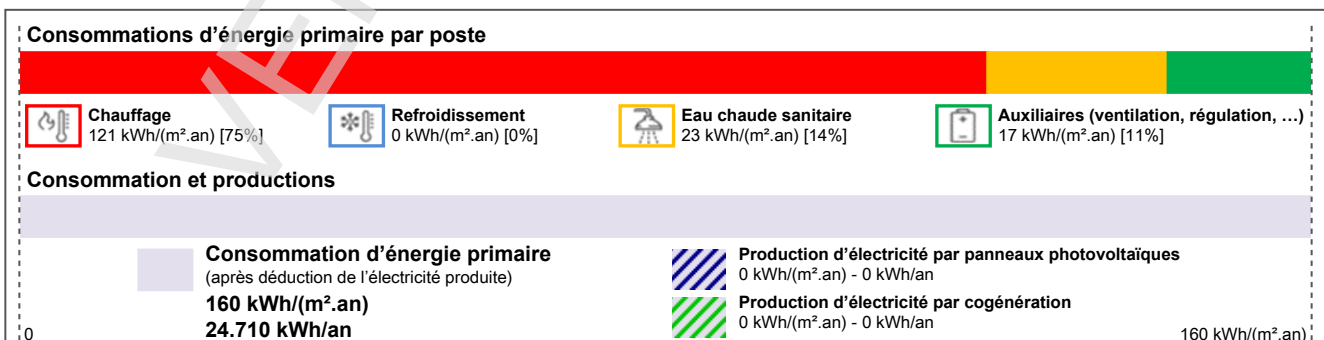 Consommations d'énergie primaire par poste
Chauffage
121 kWh/(m².an) [75%]
Refroidissement
0 kWh/(m².an) [0%]
Eau chaude sanitaire
23 kWh/(m².an) [14%]
Auxiliaires (ventilation, régulation, …)
17 kWh/(m².an) [11%]
Consommation et productions
Consommation d'énergie primaire
(après déduction de l'électricité produite)
160 kWh/(m².an)
24.710 kWh/an
Production d'électricité par panneaux photovoltaïques
0 kWh/(m².an) - 0 kWh/an
Production d'électricité par cogénération
0 kWh/(m².an) - 0 kWh/an
0
160 kWh/(m².an)